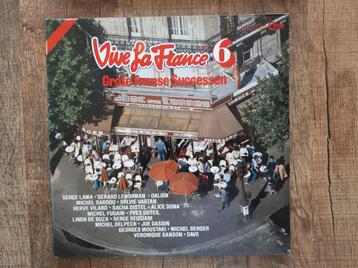 Vive La France 6
Grote Franse Successen
SERGE LAMA · GERARD LENORMAN · DALIDA
MICHEL SARDOU · SYLVIE VARTAN
HERVE VILARD · SACHA DISTEL · ALICE DONA
MICHEL FUGAIN · YVES DUTEIL
LINDA DE SUZA · SERGE REGGIANI
MICHEL DELPECH · JOE DASSIN
GEORGES MOUSTAKI · MICHEL BERGER
VERONIQUE SANSON · DAVE